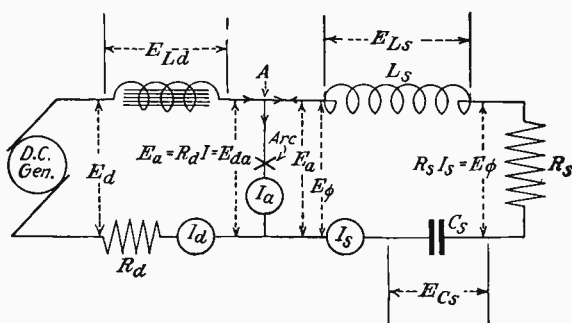 E_Ld
E_Ls
A
L_s
D.C.
Gen.
E_d
E_a = R_d I = E_da
Arc
I_a
E_a
E_ϕ
R_s I_s = E_ϕ
R_s
R_d
I_d
I_s
C_s
E_Cs